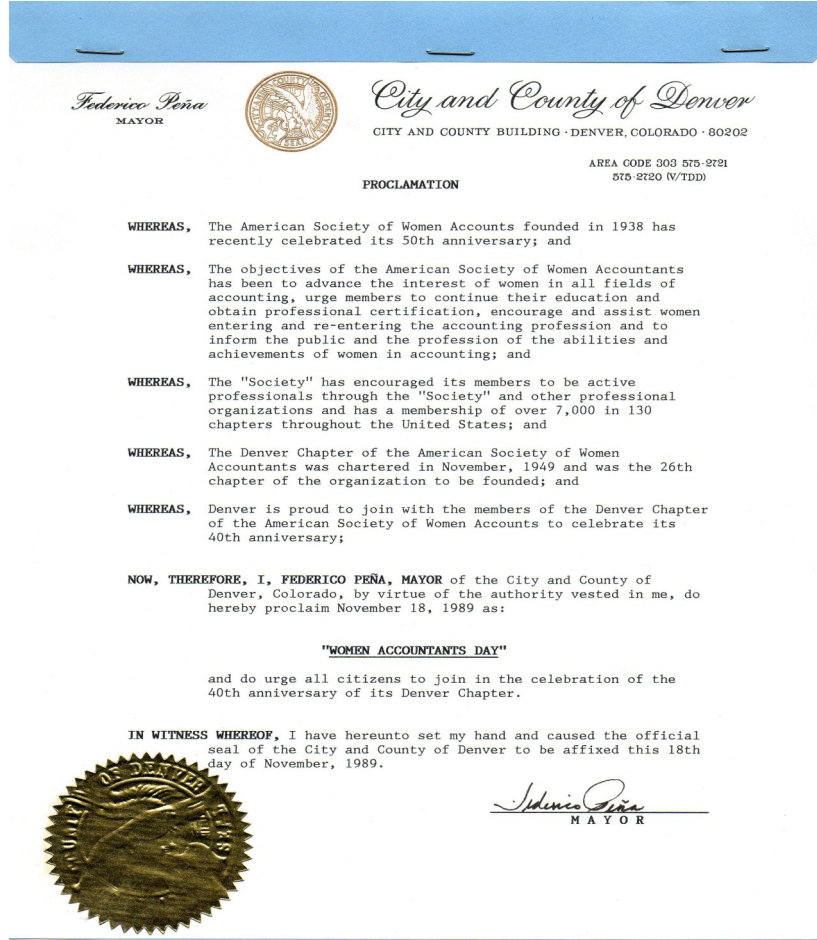 Federico Peña
MAYOR
CITY AND COUNTY OF DENVER
SEAL
City and County of Denver
CITY AND COUNTY BUILDING · DENVER, COLORADO · 80202
AREA CODE 303 575-2721
575-2720 (V/TDD)
PROCLAMATION
WHEREAS, The American Society of Women Accounts founded in 1938 has
recently celebrated its 50th anniversary; and
WHEREAS, The objectives of the American Society of Women Accountants
has been to advance the interest of women in all fields of
accounting, urge members to continue their education and
obtain professional certification, encourage and assist women
entering and re-entering the accounting profession and to
inform the public and the profession of the abilities and
achievements of women in accounting; and
WHEREAS, The "Society" has encouraged its members to be active
professionals through the "Society" and other professional
organizations and has a membership of over 7,000 in 130
chapters throughout the United States; and
WHEREAS, The Denver Chapter of the American Society of Women
Accountants was chartered in November, 1949 and was the 26th
chapter of the organization to be founded; and
WHEREAS, Denver is proud to join with the members of the Denver Chapter
of the American Society of Women Accounts to celebrate its
40th anniversary;
NOW, THEREFORE, I, FEDERICO PEÑA, MAYOR of the City and County of
Denver, Colorado, by virtue of the authority vested in me, do
hereby proclaim November 18, 1989 as:
"WOMEN ACCOUNTANTS DAY"
and do urge all citizens to join in the celebration of the
40th anniversary of its Denver Chapter.
IN WITNESS WHEREOF, I have hereunto set my hand and caused the official
seal of the City and County of Denver to be affixed this 18th
day of November, 1989.
Federico Peña
MAYOR
OF DENVER